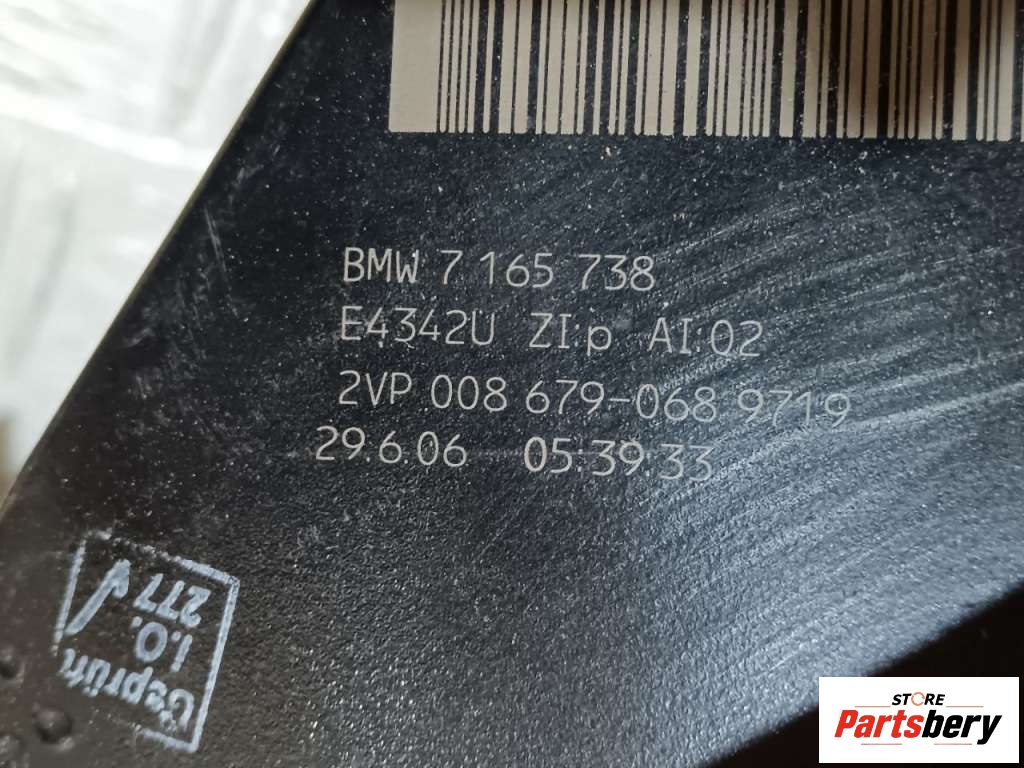 BMW 7 165 738
E4342U ZI:p AI:02
2VP 008 679-068 9719
29.6.06 05:39:33
Geprüft
I.O.
277
STORE
Partsbery